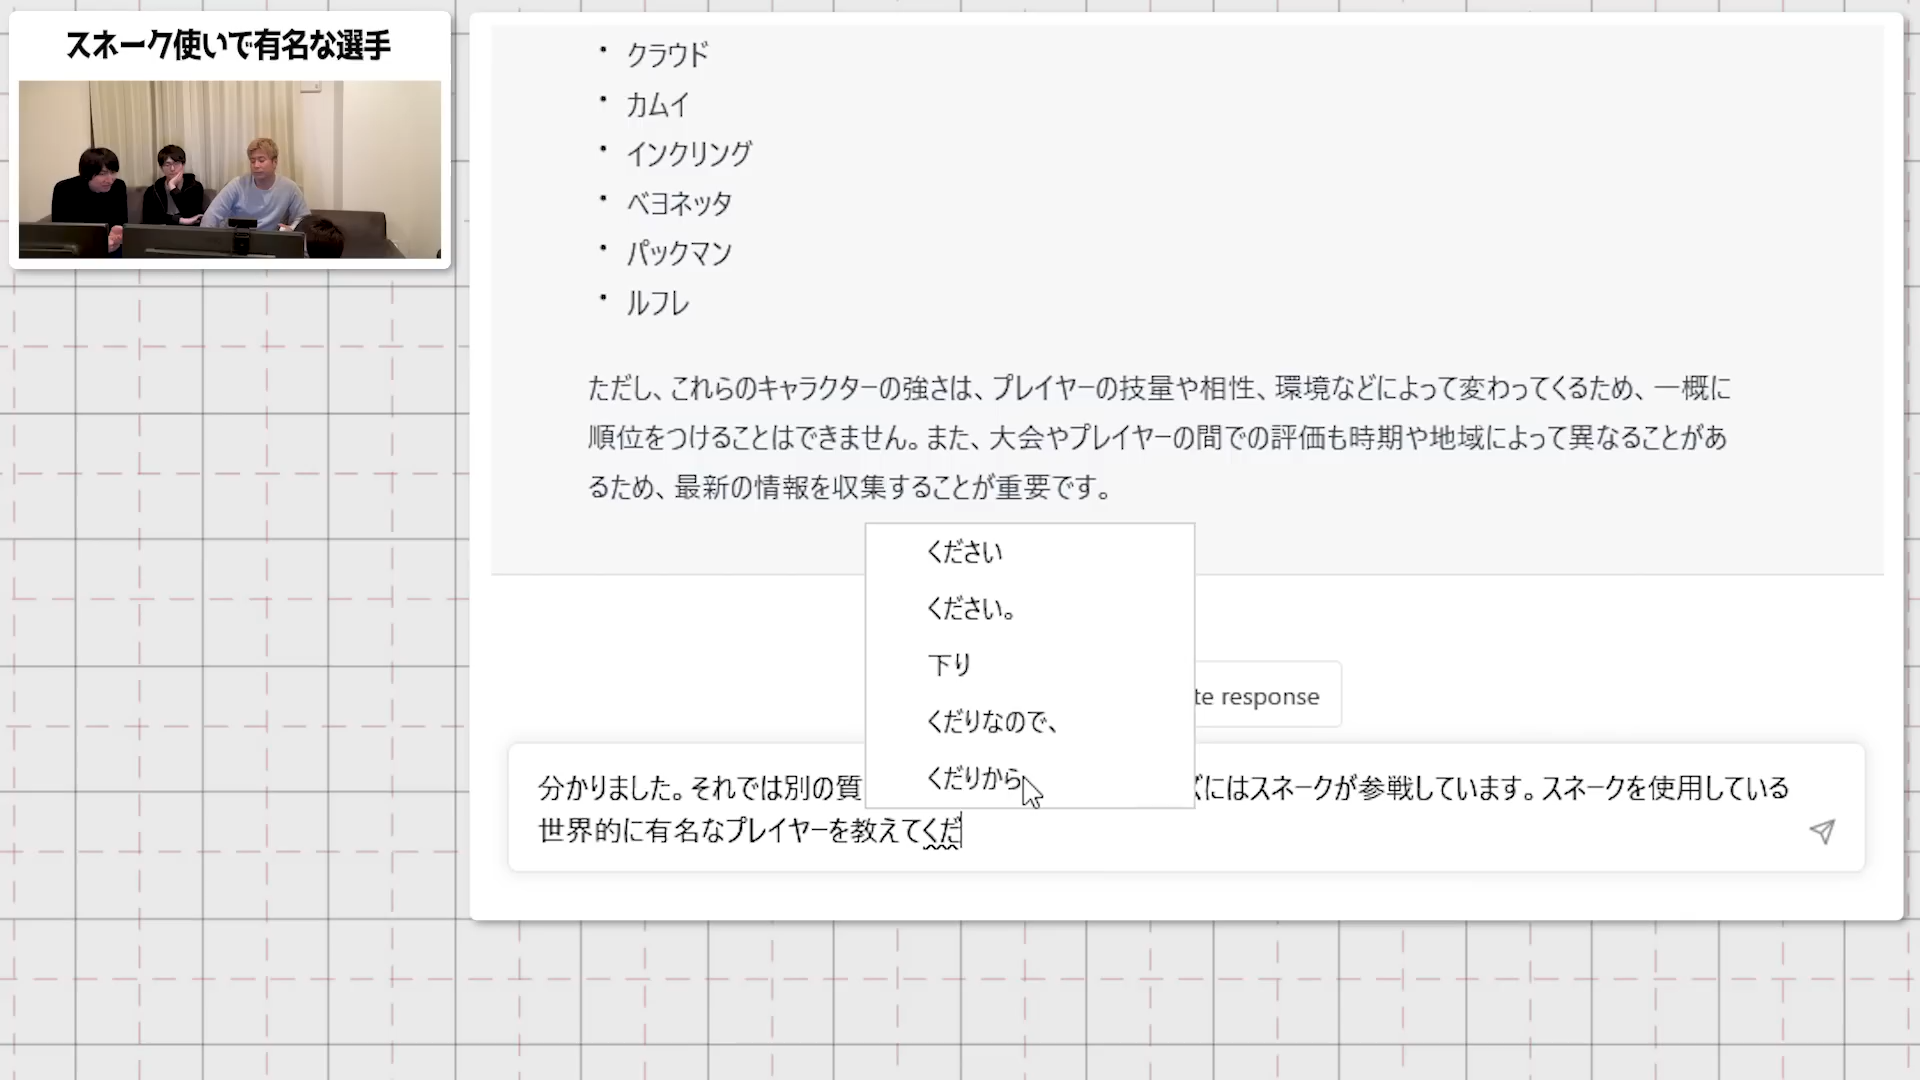 スネーク使いで有名な選手
・ クラウド
・ カムイ
・ インクリング
・ ベヨネッタ
・ パックマン
・ ルフレ
ただし、これらのキャラクターの強さは、プレイヤーの技量や相性、環境などによって変わってくるため、一概に
順位をつけることはできません。また、大会やプレイヤーの間での評価も時期や地域によって異なることがあ
るため、最新の情報を収集することが重要です。
ください
ください。
下り
くだりなので、
くだりから
te response
分かりました。それでは別の質 ズにはスネークが参戦しています。スネークを使用している
世界的に有名なプレイヤーを教えてくだ